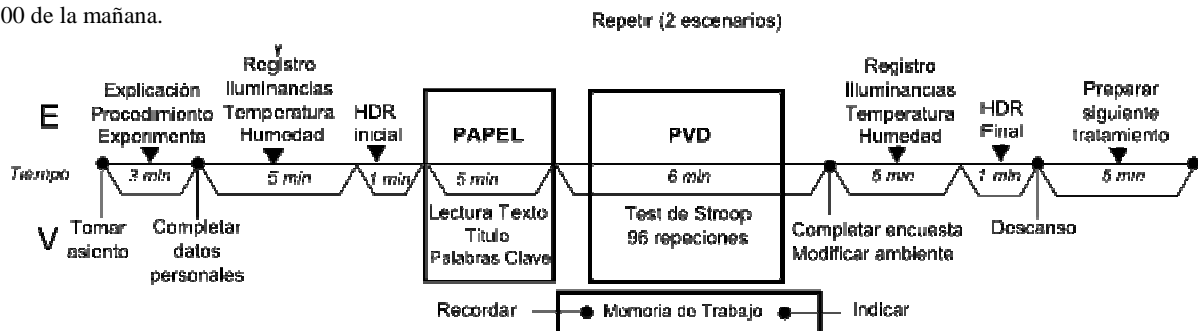 00 de la mañana.
Repetir (2 escenarios)
E
Explicación
Procedimiento
Experimento
Registro
Iluminancias
Temperatura
Humedad
HDR
inicial
PAPEL
PVD
Registro
Iluminancias
Temperatura
Humedad
HDR
Final
Preparar
siguiente
tratamiento
Tiempo
3 min
5 min
1 min
5 min
6 min
5 min
1 min
5 min
V
Tomar
asiento
Completar
datos
personales
Lectura Texto
Titulo
Palabras Clave
Test de Stroop
96 repeciones
Completar encuesta
Modificar ambiente
Descanso
Recordar
Memoria de Trabajo
Indicar